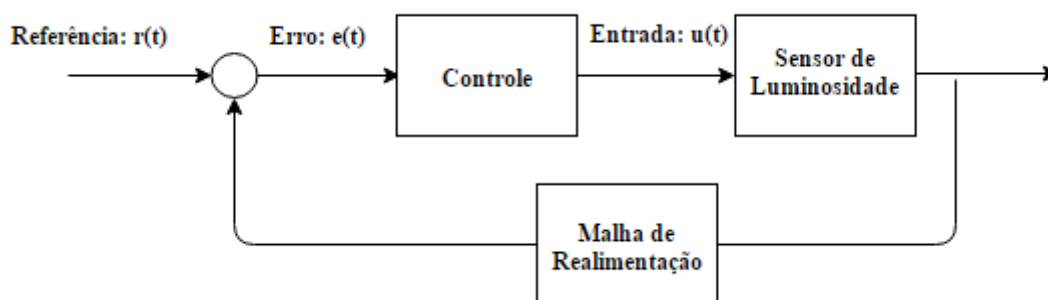 Referência: r(t)
Erro: e(t)
Controle
Entrada: u(t)
Sensor de
Luminosidade
Malha de
Realimentação